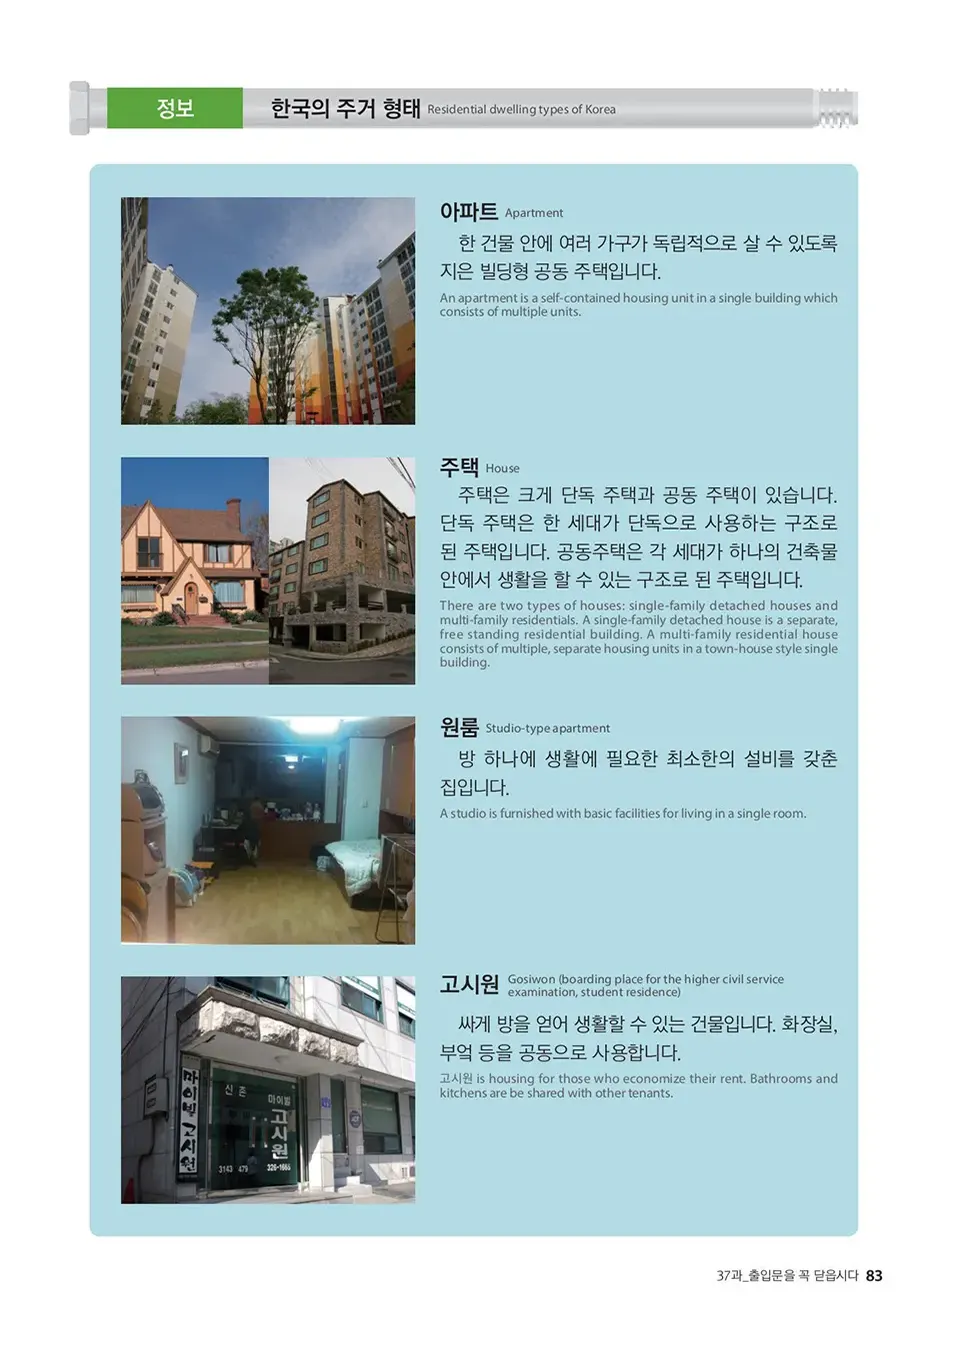 정보
한국의 주거 형태 Residential dwelling types of Korea
아파트 Apartment
한 건물 안에 여러 가구가 독립적으로 살 수 있도록
지은 빌딩형 공동 주택입니다.
An apartment is a self-contained housing unit in a single building which
consists of multiple units.
주택 House
주택은 크게 단독 주택과 공동 주택이 있습니다.
단독 주택은 한 세대가 단독으로 사용하는 구조로
된 주택입니다. 공동주택은 각 세대가 하나의 건축물
안에서 생활을 할 수 있는 구조로 된 주택입니다.
There are two types of houses: single-family detached houses and
multi-family residentials. A single-family detached house is a separate,
free standing residential building. A multi-family residential house
consists of multiple, separate housing units in a town-house style single
building.
원룸 Studio-type apartment
방 하나에 생활에 필요한 최소한의 설비를 갖춘
집입니다.
A studio is furnished with basic facilities for living in a single room.
고시원 Gosiwon (boarding place for the higher civil service
examination, student residence)
싸게 방을 얻어 생활할 수 있는 건물입니다. 화장실,
부엌 등을 공동으로 사용합니다.
고시원 is housing for those who economize their rent. Bathrooms and
kitchens are be shared with other tenants.
마이빌 고시원
신촌 마이빌
고시원
3143 479 326-1666
37과_출입문을 꼭 닫읍시다 83